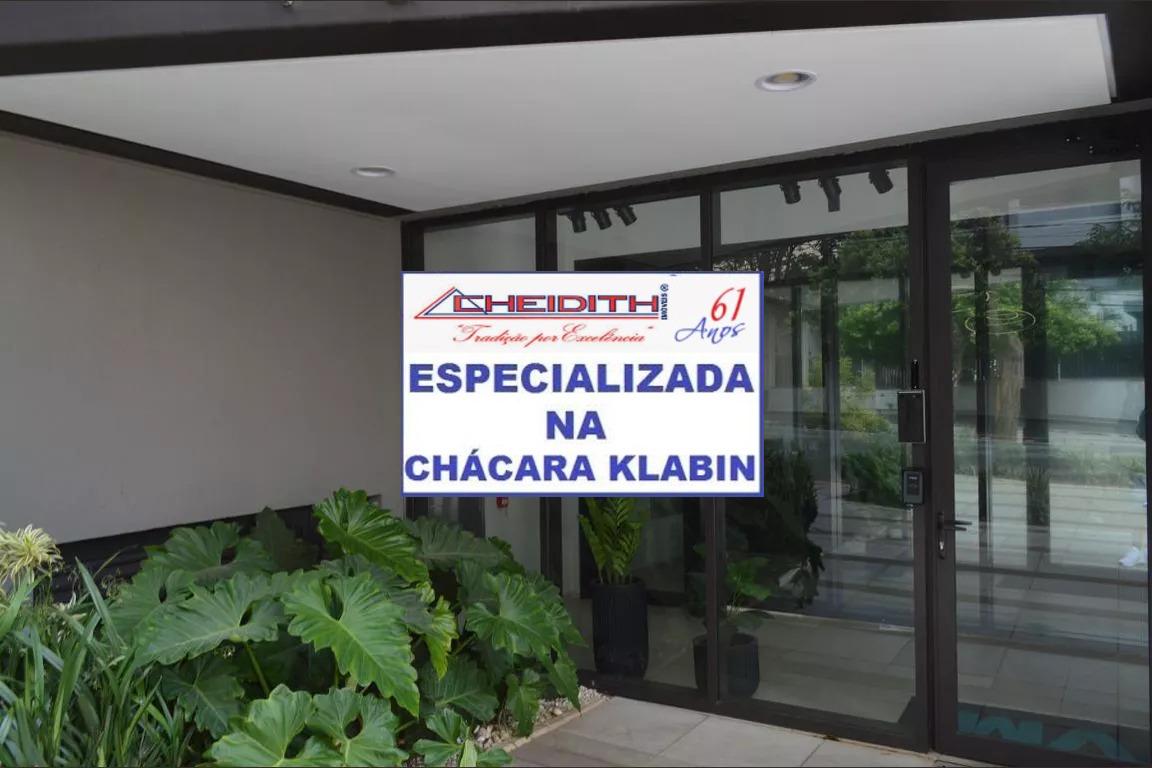 CHEIDITH IMÓVEIS ®
"Tradição por Excelência"
61
Anos
ESPECIALIZADA
NA
CHÁCARA KLABIN